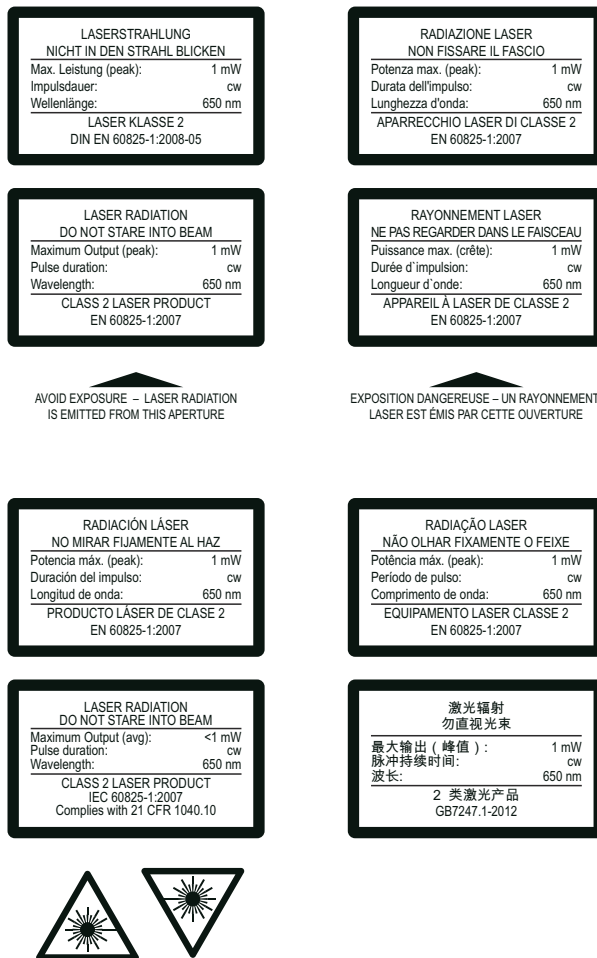 LASERSTRAHLUNG
NICHT IN DEN STRAHL BLICKEN
Max. Leistung (peak): 1 mW
Impulsdauer: cw
Wellenlänge: 650 nm
LASER KLASSE 2
DIN EN 60825-1:2008-05
RADIAZIONE LASER
NON FISSARE IL FASCIO
Potenza max. (peak): 1 mW
Durata dell'impulso: cw
Lunghezza d'onda: 650 nm
APARRECCHIO LASER DI CLASSE 2
EN 60825-1:2007
LASER RADIATION
DO NOT STARE INTO BEAM
Maximum Output (peak): 1 mW
Pulse duration: cw
Wavelength: 650 nm
CLASS 2 LASER PRODUCT
EN 60825-1:2007
RAYONNEMENT LASER
NE PAS REGARDER DANS LE FAISCEAU
Puissance max. (crête): 1 mW
Durée d`impulsion: cw
Longueur d`onde: 650 nm
APPAREIL À LASER DE CLASSE 2
EN 60825-1:2007
AVOID EXPOSURE – LASER RADIATION
IS EMITTED FROM THIS APERTURE
EXPOSITION DANGEREUSE – UN RAYONNEMENT
LASER EST ÉMIS PAR CETTE OUVERTURE
RADIACIÓN LÁSER
NO MIRAR FIJAMENTE AL HAZ
Potencia máx. (peak): 1 mW
Duración del impulso: cw
Longitud de onda: 650 nm
PRODUCTO LÁSER DE CLASE 2
EN 60825-1:2007
RADIAÇÃO LASER
NÃO OLHAR FIXAMENTE O FEIXE
Potência máx. (peak): 1 mW
Período de pulso: cw
Comprimento de onda: 650 nm
EQUIPAMENTO LASER CLASSE 2
EN 60825-1:2007
LASER RADIATION
DO NOT STARE INTO BEAM
Maximum Output (avg): <1 mW
Pulse duration: cw
Wavelength: 650 nm
CLASS 2 LASER PRODUCT
IEC 60825-1:2007
Complies with 21 CFR 1040.10
激光辐射
勿直视光束
最大输出（峰值）: 1 mW
脉冲持续时间: cw
波长: 650 nm
2 类激光产品
GB7247.1-2012